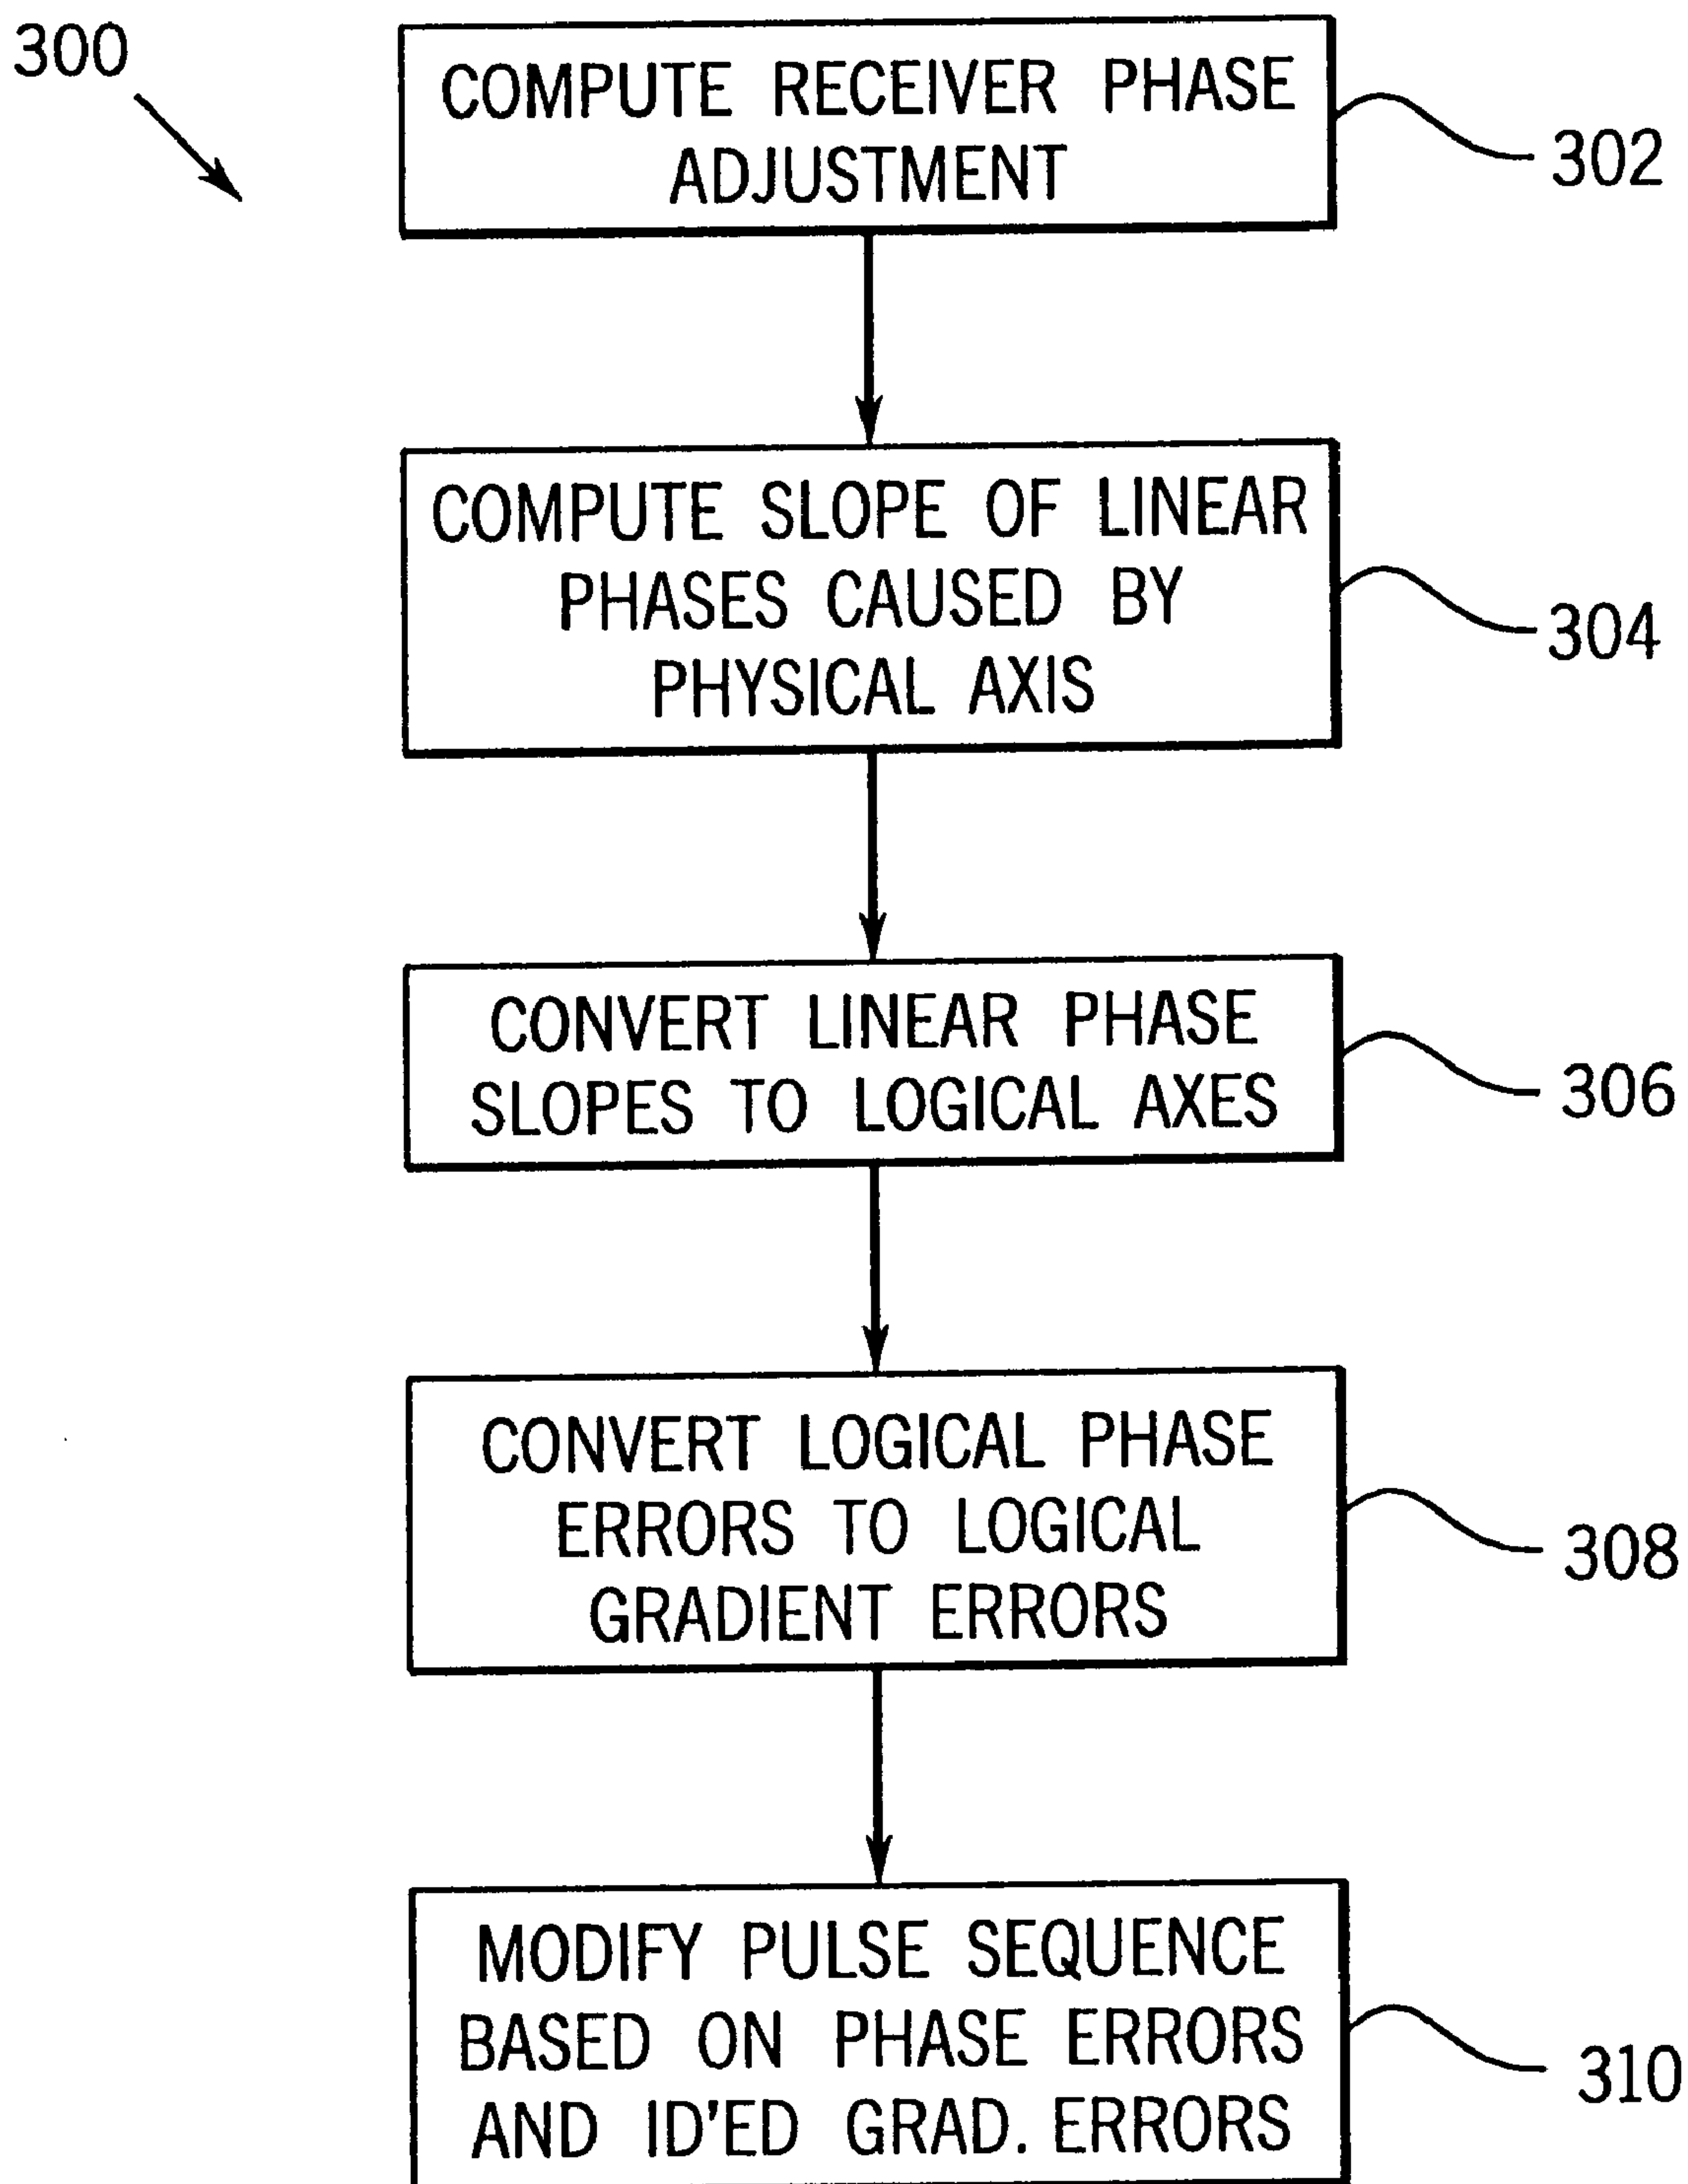 300
COMPUTE RECEIVER PHASE
ADJUSTMENT
302
COMPUTE SLOPE OF LINEAR
PHASES CAUSED BY
PHYSICAL AXIS
304
CONVERT LINEAR PHASE
SLOPES TO LOGICAL AXES
306
CONVERT LOGICAL PHASE
ERRORS TO LOGICAL
GRADIENT ERRORS
308
MODIFY PULSE SEQUENCE
BASED ON PHASE ERRORS
AND ID'ED GRAD. ERRORS
310